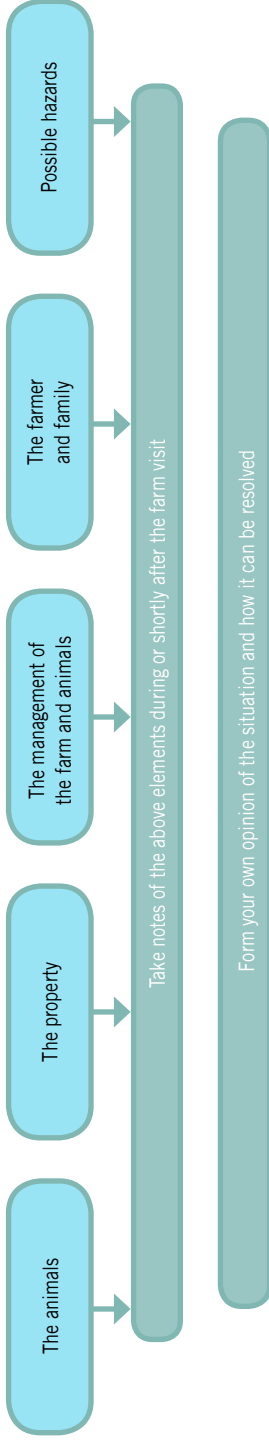 The animals
The property
The management of
the farm and animals
The farmer
and family
Possible hazards
Take notes of the above elements during or shortly after the farm visit
Form your own opinion of the situation and how it can be resolved